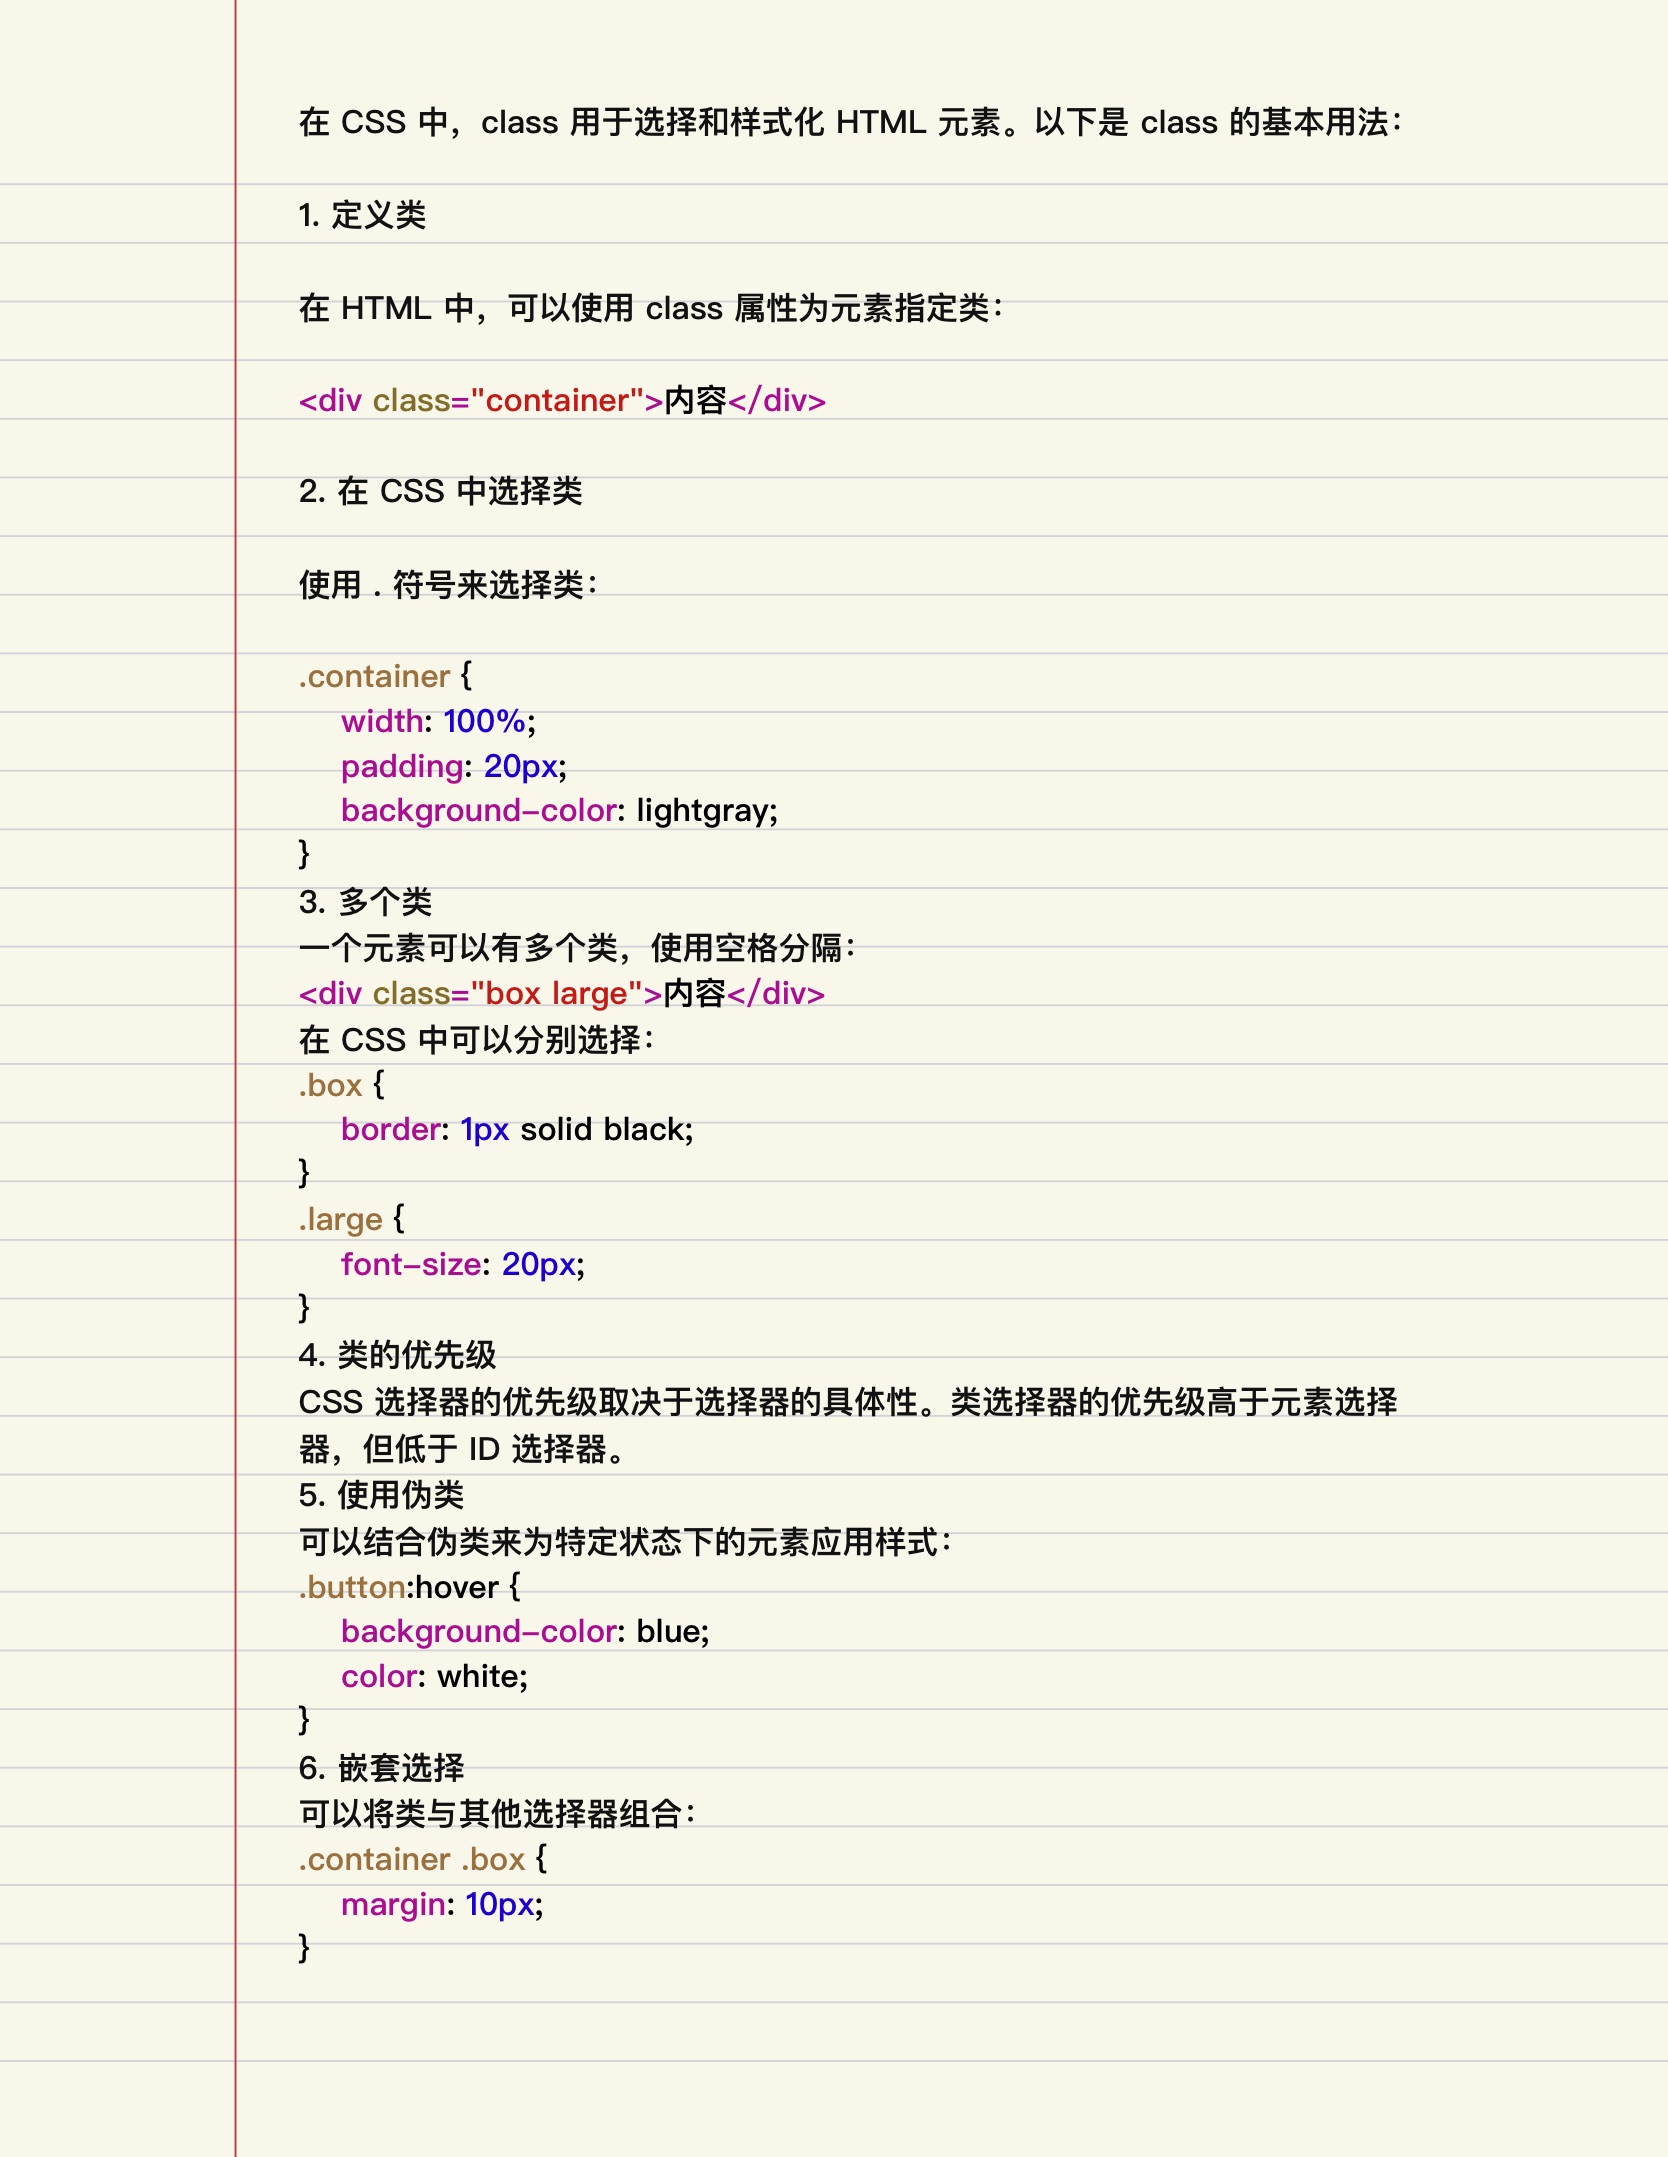 在 CSS 中，class 用于选择和样式化 HTML 元素。以下是 class 的基本用法：
1. 定义类
在 HTML 中，可以使用 class 属性为元素指定类：
<div class="container">内容</div>
2. 在 CSS 中选择类
使用 . 符号来选择类：
.container {
    width: 100%;
    padding: 20px;
    background-color: lightgray;
}
3. 多个类
一个元素可以有多个类，使用空格分隔：
<div class="box large">内容</div>
在 CSS 中可以分别选择：
.box {
    border: 1px solid black;
}
.large {
    font-size: 20px;
}
4. 类的优先级
CSS 选择器的优先级取决于选择器的具体性。类选择器的优先级高于元素选择
器，但低于 ID 选择器。
5. 使用伪类
可以结合伪类来为特定状态下的元素应用样式：
.button:hover {
    background-color: blue;
    color: white;
}
6. 嵌套选择
可以将类与其他选择器组合：
.container .box {
    margin: 10px;
}